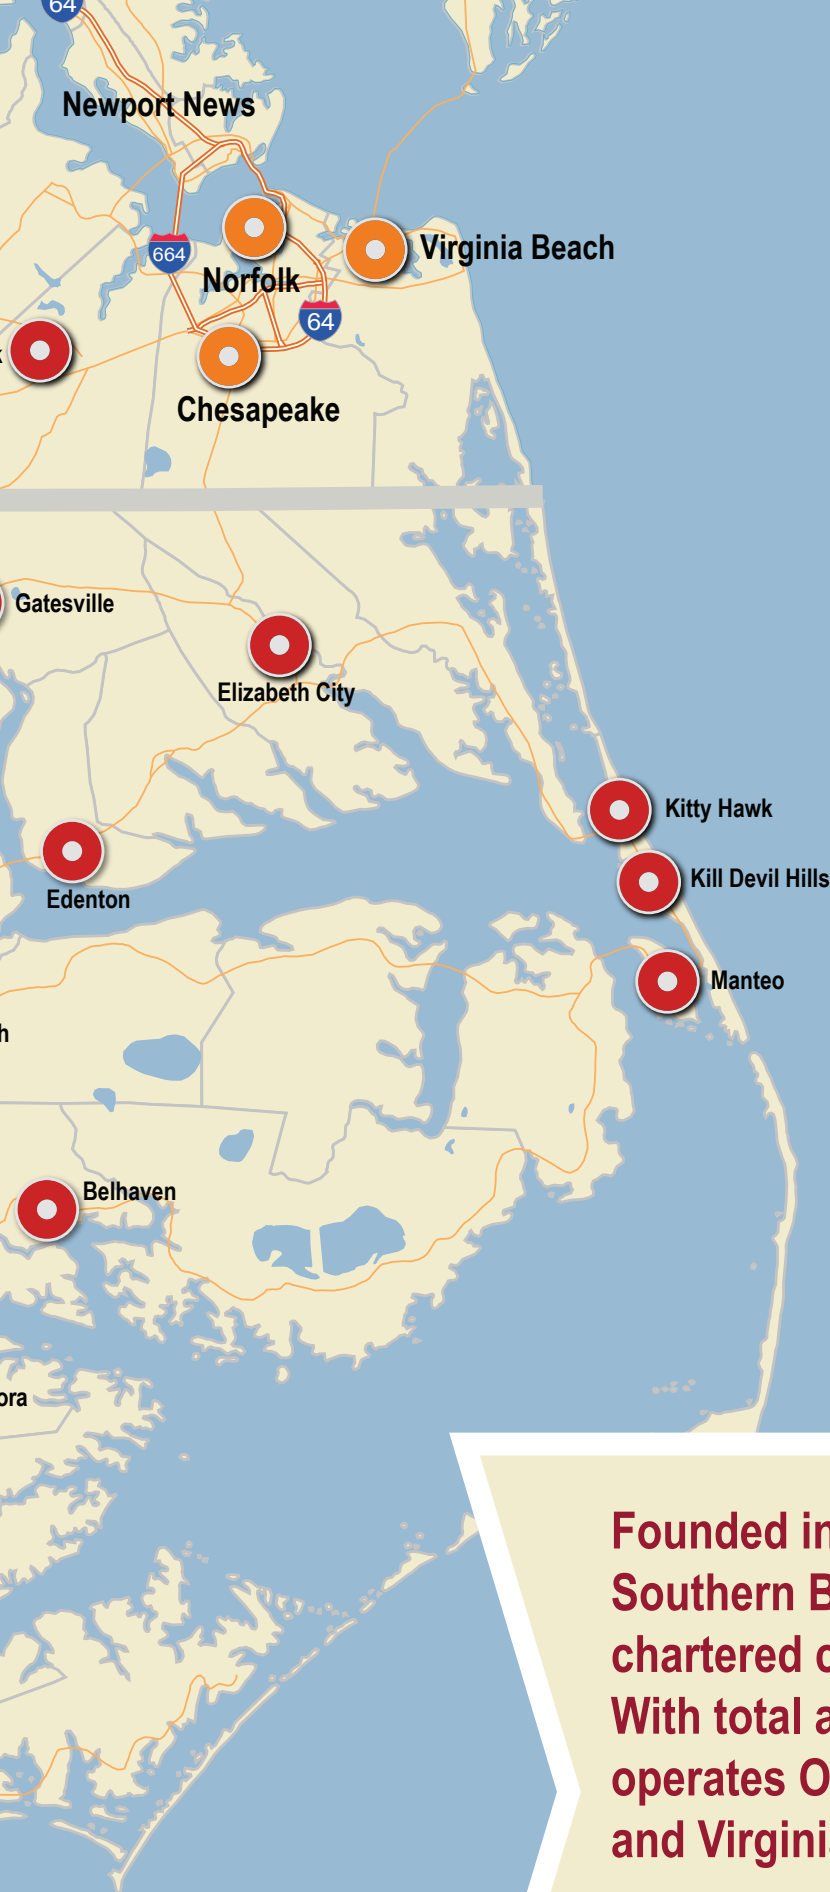 64
Newport News
664
Norfolk
Virginia Beach
64
Chesapeake
Gatesville
Elizabeth City
Kitty Hawk
Kill Devil Hills
Edenton
Manteo
h
Belhaven
ora
Founded in
Southern B
chartered
With total a
operates O
and Virgini